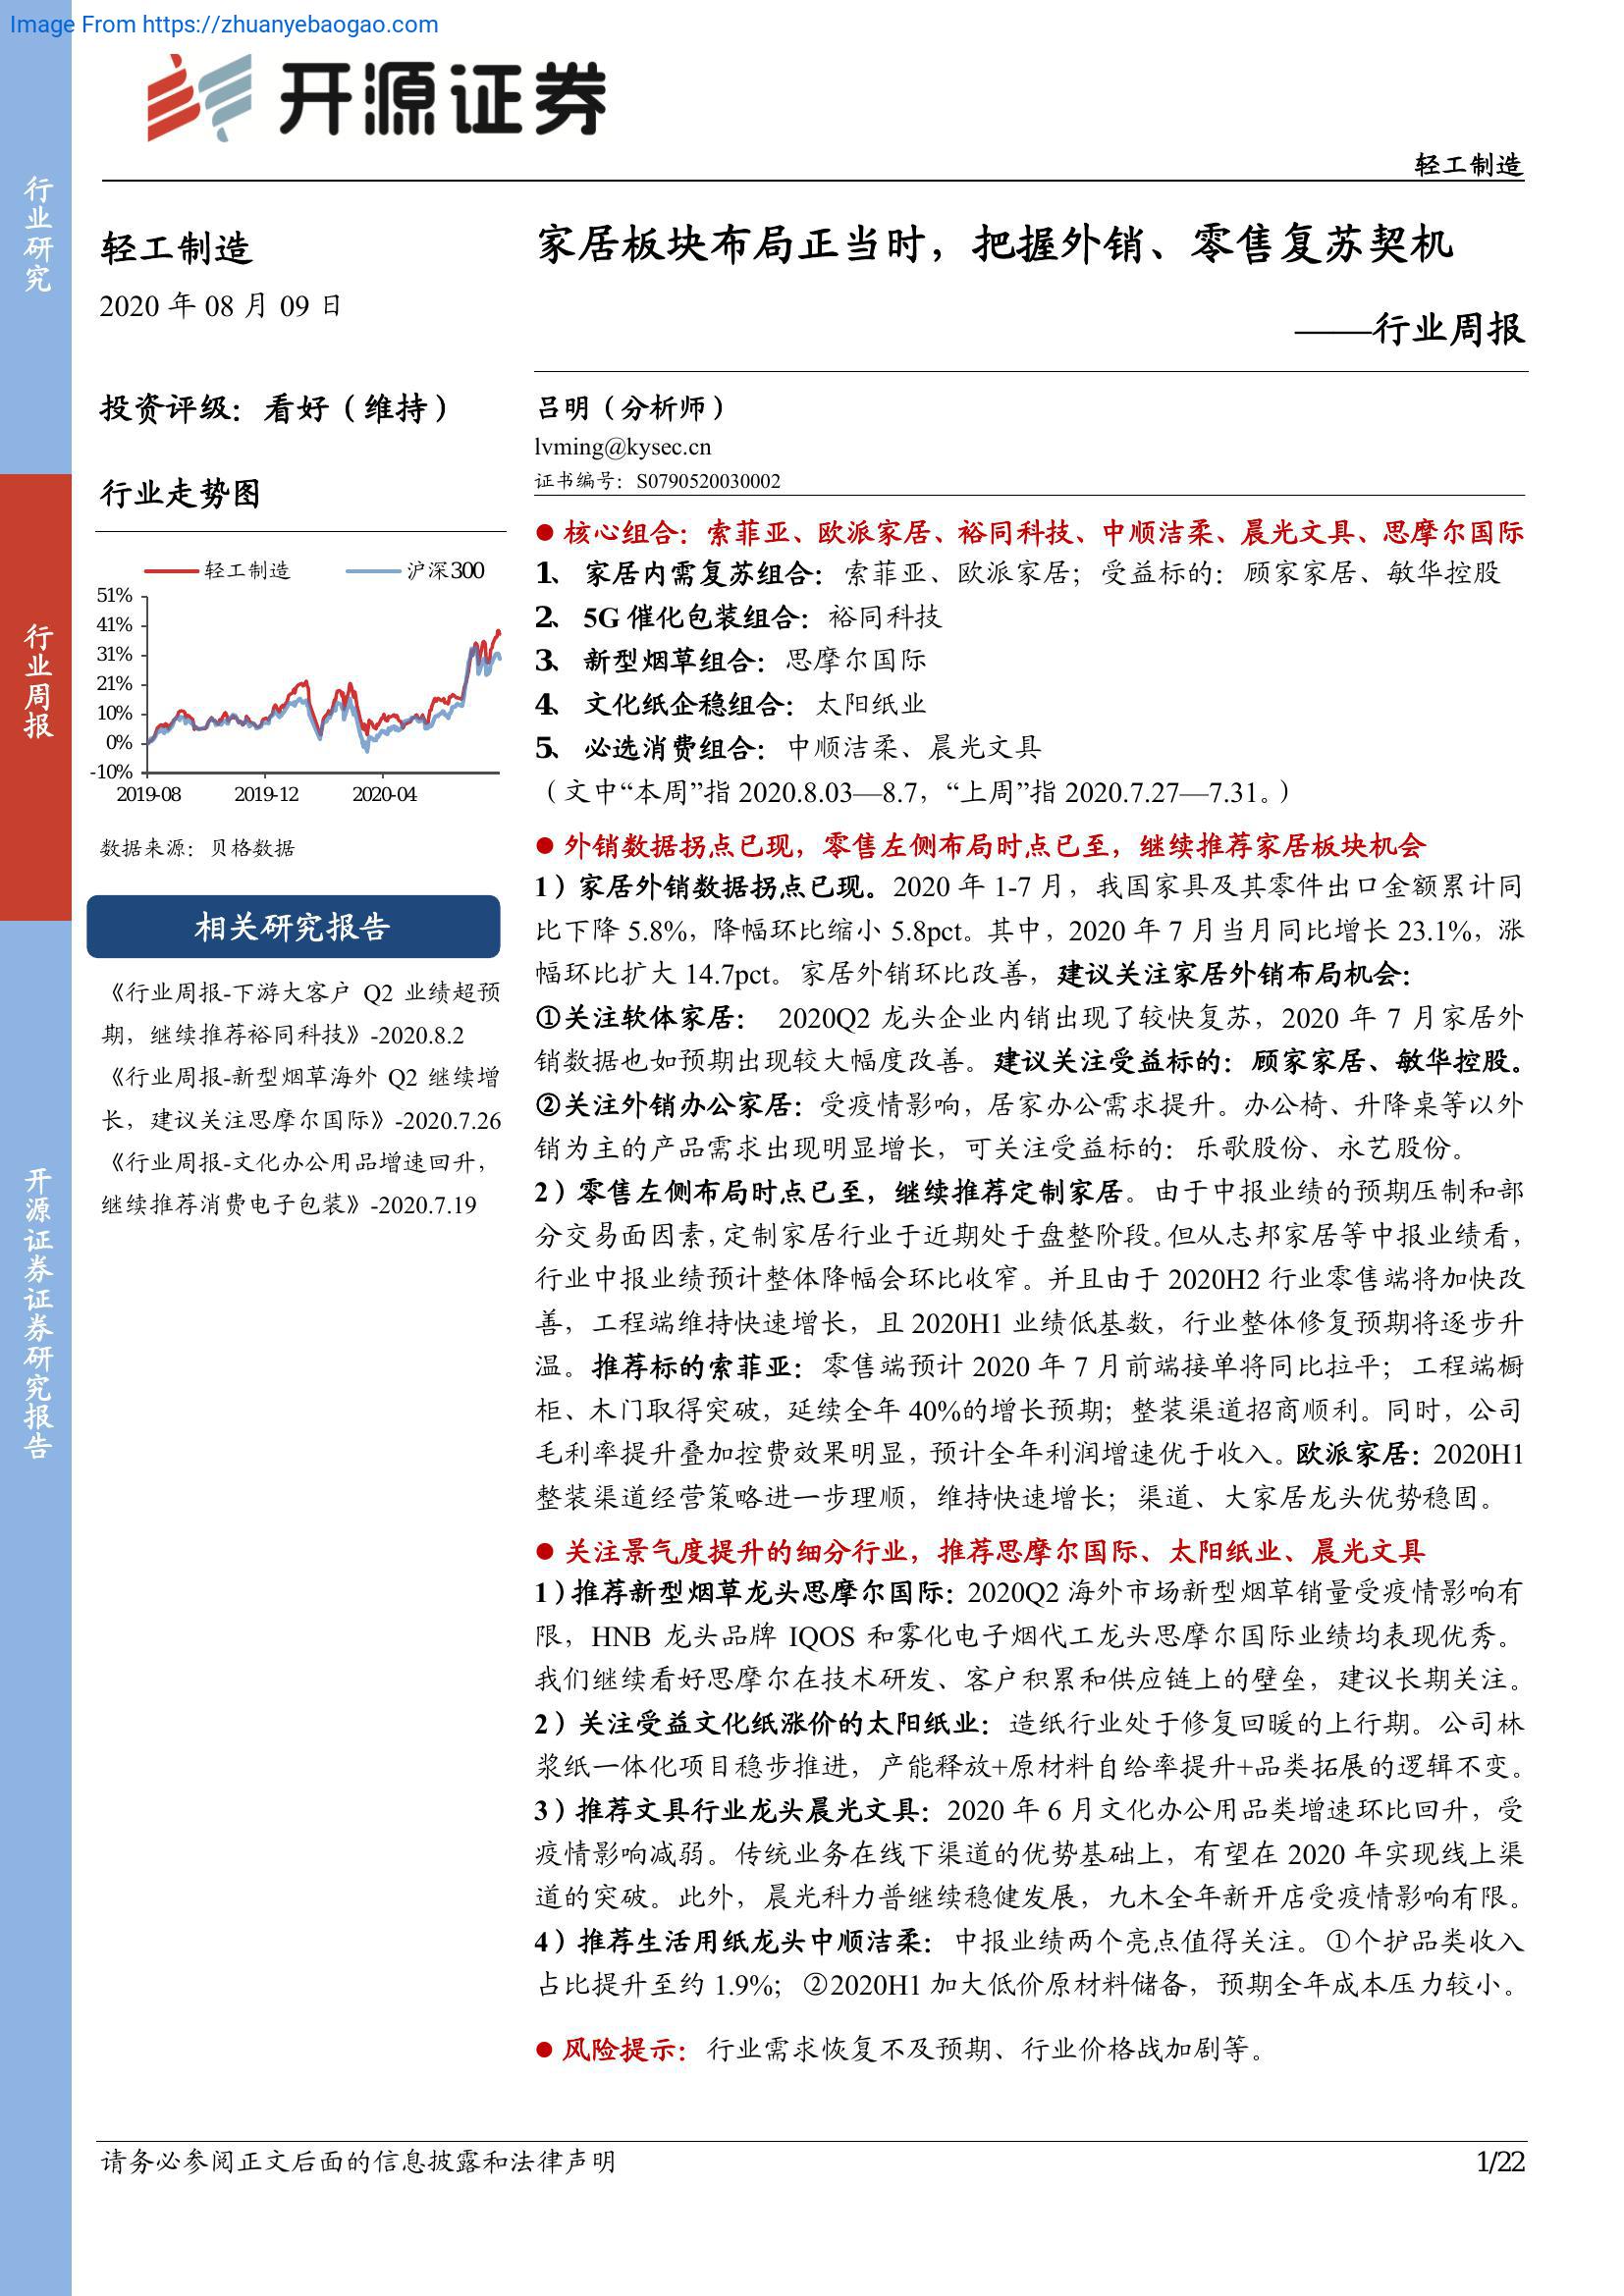 Image From https://zhuanyebaogao.com
开源证券
轻工制造
行业研究
行业周报
开源证券证券研究报告
轻工制造
2020 年 08 月 09 日
投资评级：看好（维持）
行业走势图
轻工制造 沪深300
51%
41%
31%
21%
10%
0%
-10%
2019-08 2019-12 2020-04
数据来源：贝格数据
相关研究报告
《行业周报-下游大客户 Q2 业绩超预
期，继续推荐裕同科技》-2020.8.2
《行业周报-新型烟草海外 Q2 继续增
长，建议关注思摩尔国际》-2020.7.26
《行业周报-文化办公用品增速回升，
继续推荐消费电子包装》-2020.7.19
家居板块布局正当时，把握外销、零售复苏契机
——行业周报
吕明（分析师）
lvming@kysec.cn
证书编号：S0790520030002
● 核心组合：索菲亚、欧派家居、裕同科技、中顺洁柔、晨光文具、思摩尔国际
1、 家居内需复苏组合：索菲亚、欧派家居；受益标的：顾家家居、敏华控股
2、 5G 催化包装组合：裕同科技
3、 新型烟草组合：思摩尔国际
4、 文化纸企稳组合：太阳纸业
5、 必选消费组合：中顺洁柔、晨光文具
（文中“本周”指 2020.8.03—8.7，“上周”指 2020.7.27—7.31。）
● 外销数据拐点已现，零售左侧布局时点已至，继续推荐家居板块机会
1）家居外销数据拐点已现。2020 年 1-7 月，我国家具及其零件出口金额累计同
比下降 5.8%，降幅环比缩小 5.8pct。其中，2020 年 7 月当月同比增长 23.1%，涨
幅环比扩大 14.7pct。家居外销环比改善，建议关注家居外销布局机会：
①关注软体家居： 2020Q2 龙头企业内销出现了较快复苏，2020 年 7 月家居外
销数据也如预期出现较大幅度改善。建议关注受益标的：顾家家居、敏华控股。
②关注外销办公家居：受疫情影响，居家办公需求提升。办公椅、升降桌等以外
销为主的产品需求出现明显增长，可关注受益标的：乐歌股份、永艺股份。
2）零售左侧布局时点已至，继续推荐定制家居。由于中报业绩的预期压制和部
分交易面因素，定制家居行业于近期处于盘整阶段。但从志邦家居等中报业绩看，
行业中报业绩预计整体降幅会环比收窄。并且由于 2020H2 行业零售端将加快改
善，工程端维持快速增长，且 2020H1 业绩低基数，行业整体修复预期将逐步升
温。推荐标的索菲亚：零售端预计 2020 年 7 月前端接单将同比拉平；工程端橱
柜、木门取得突破，延续全年 40%的增长预期；整装渠道招商顺利。同时，公司
毛利率提升叠加控费效果明显，预计全年利润增速优于收入。欧派家居：2020H1
整装渠道经营策略进一步理顺，维持快速增长；渠道、大家居龙头优势稳固。
● 关注景气度提升的细分行业，推荐思摩尔国际、太阳纸业、晨光文具
1）推荐新型烟草龙头思摩尔国际：2020Q2 海外市场新型烟草销量受疫情影响有
限，HNB 龙头品牌 IQOS 和雾化电子烟代工龙头思摩尔国际业绩均表现优秀。
我们继续看好思摩尔在技术研发、客户积累和供应链上的壁垒，建议长期关注。
2）关注受益文化纸涨价的太阳纸业：造纸行业处于修复回暖的上行期。公司林
浆纸一体化项目稳步推进，产能释放+原材料自给率提升+品类拓展的逻辑不变。
3）推荐文具行业龙头晨光文具：2020 年 6 月文化办公用品类增速环比回升，受
疫情影响减弱。传统业务在线下渠道的优势基础上，有望在 2020 年实现线上渠
道的突破。此外，晨光科力普继续稳健发展，九木全年新开店受疫情影响有限。
4）推荐生活用纸龙头中顺洁柔：中报业绩两个亮点值得关注。①个护品类收入
占比提升至约 1.9%；②2020H1 加大低价原材料储备，预期全年成本压力较小。
● 风险提示：行业需求恢复不及预期、行业价格战加剧等。
请务必参阅正文后面的信息披露和法律声明
1/22